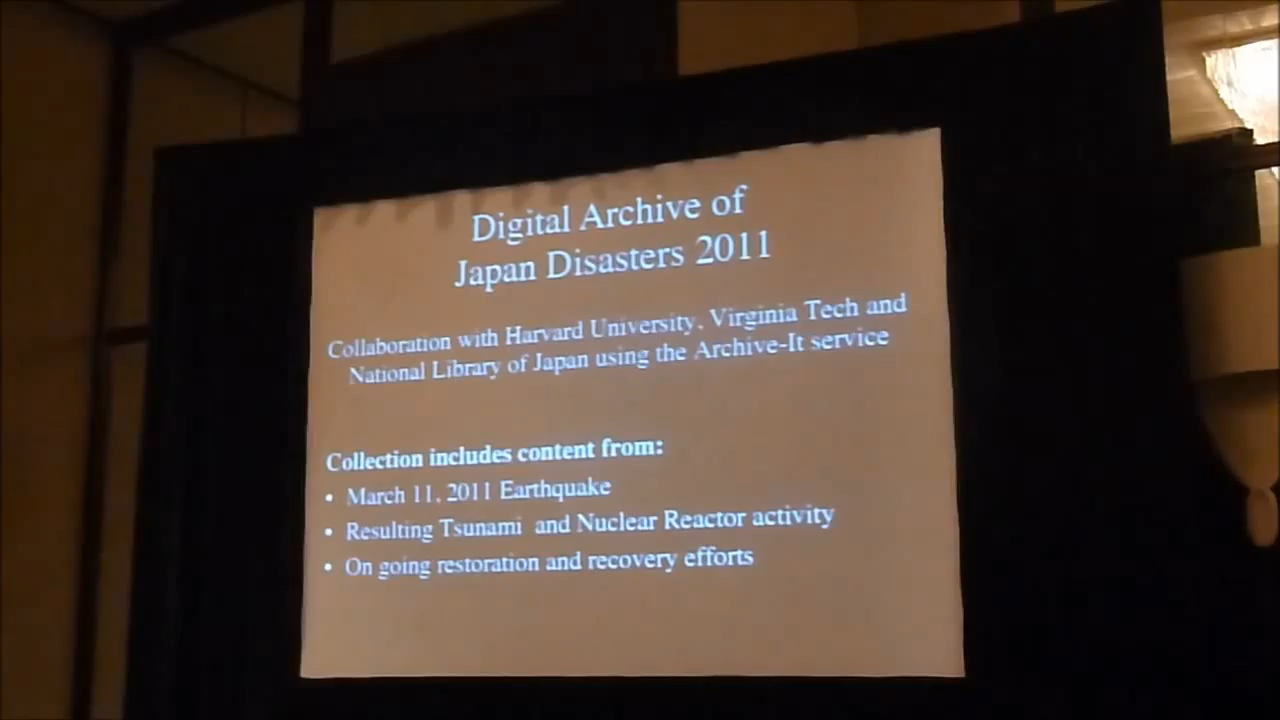 Digital Archive of
Japan Disasters 2011
Collaboration with Harvard University, Virginia Tech and
National Library of Japan using the Archive-It service
Collection includes content from:
• March 11, 2011 Earthquake
• Resulting Tsunami and Nuclear Reactor activity
• On going restoration and recovery efforts